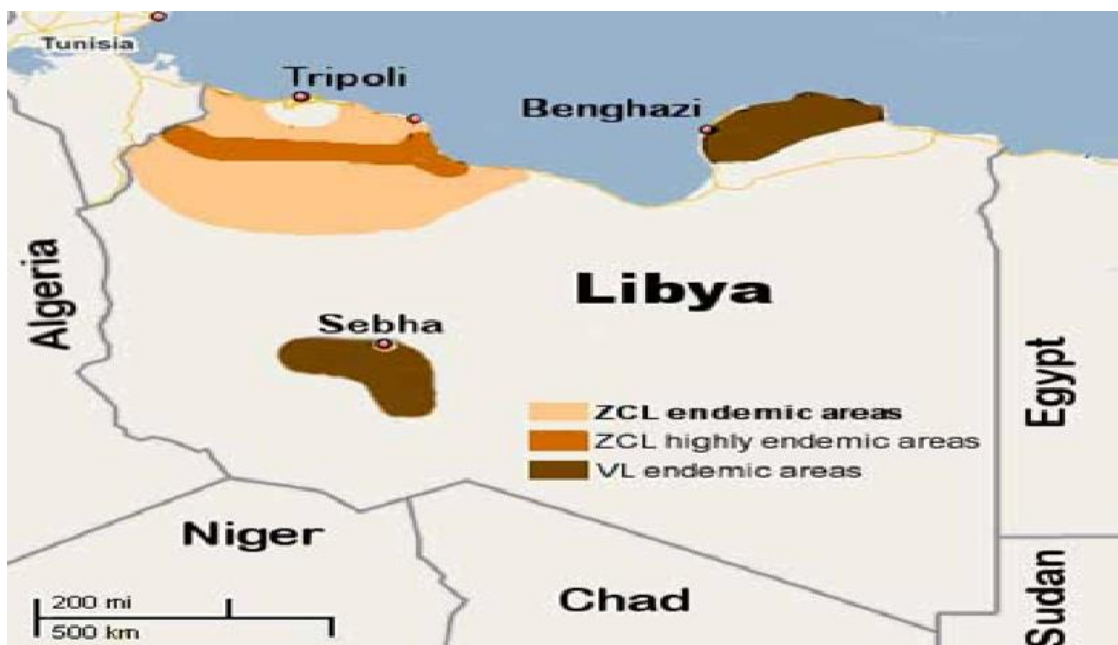 Tunisia
Tripoli
Benghazi
Algeria
Libya
Sebha
Egypt
ZCL endemic areas
ZCL highly endemic areas
VL endemic areas
Niger
Chad
Sudan
200 mi
500 km